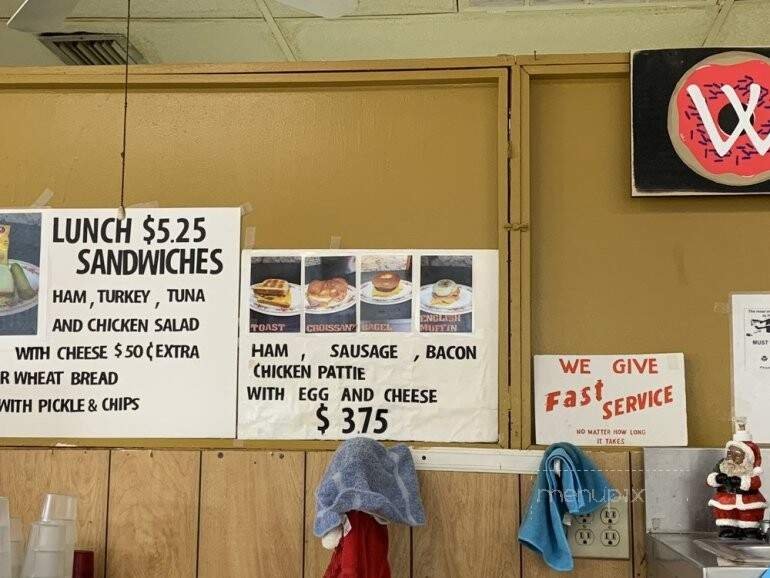 LUNCH $5.25
SANDWICHES
HAM, TURKEY, TUNA
AND CHICKEN SALAD
WITH CHEESE $50¢EXTRA
R WHEAT BREAD
WITH PICKLE & CHIPS
TOAST
CROISSANT
BAGEL
ENGLISH
MUFFIN
HAM, SAUSAGE, BACON
CHICKEN PATTIE
WITH EGG AND CHEESE
$ 375
W
WE GIVE
Fast
SERVICE
NO MATTER HOW LONG
IT TAKES
MUST
menupix